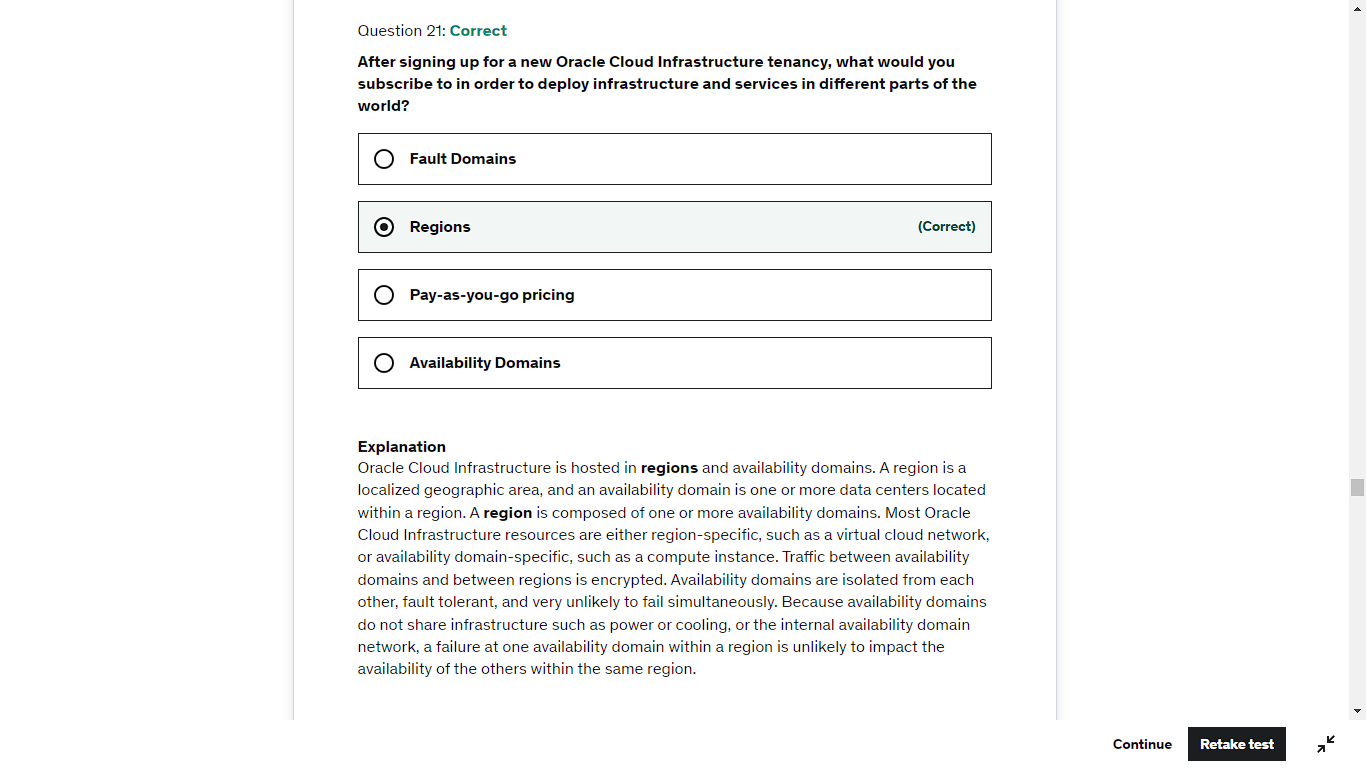 Question 21: Correct
After signing up for a new Oracle Cloud Infrastructure tenancy, what would you
subscribe to in order to deploy infrastructure and services in different parts of the
world?
Fault Domains
Regions (Correct)
Pay-as-you-go pricing
Availability Domains
Explanation
Oracle Cloud Infrastructure is hosted in regions and availability domains. A region is a
localized geographic area, and an availability domain is one or more data centers located
within a region. A region is composed of one or more availability domains. Most Oracle
Cloud Infrastructure resources are either region-specific, such as a virtual cloud network,
or availability domain-specific, such as a compute instance. Traffic between availability
domains and between regions is encrypted. Availability domains are isolated from each
other, fault tolerant, and very unlikely to fail simultaneously. Because availability domains
do not share infrastructure such as power or cooling, or the internal availability domain
network, a failure at one availability domain within a region is unlikely to impact the
availability of the others within the same region.
Continue Retake test